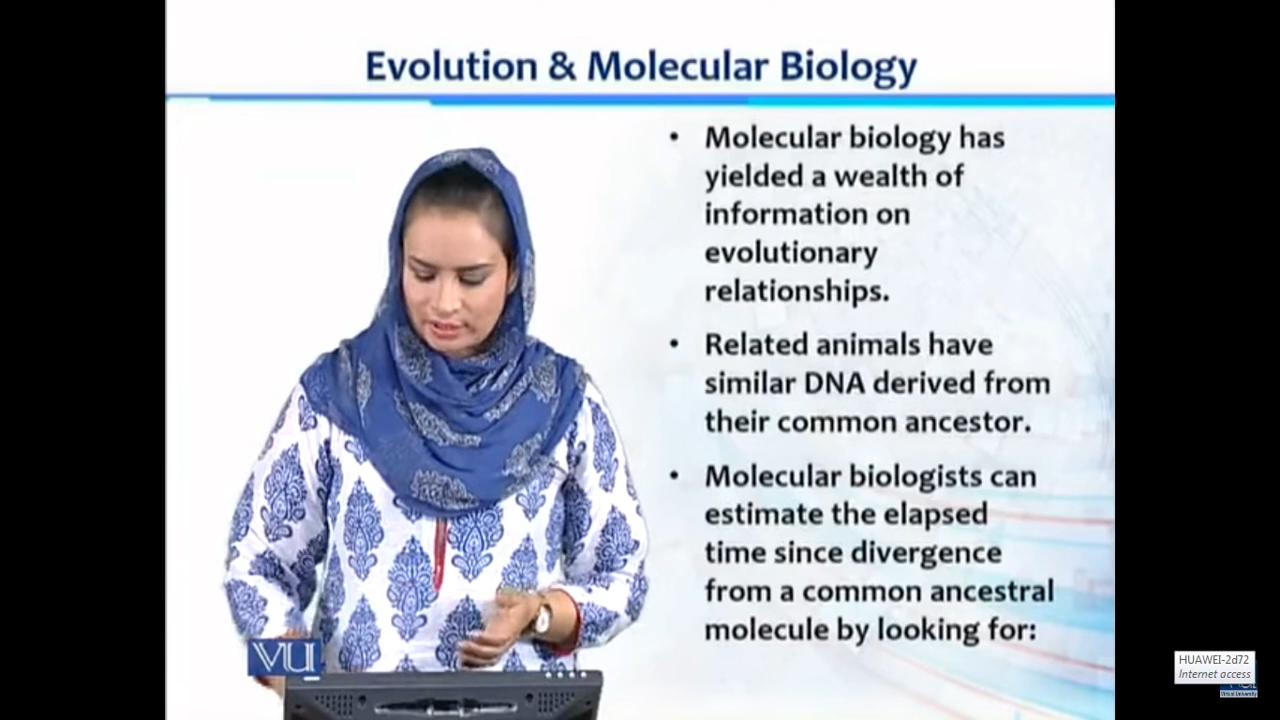 Evolution & Molecular Biology
• Molecular biology has
yielded a wealth of
information on
evolutionary
relationships.
• Related animals have
similar DNA derived from
their common ancestor.
• Molecular biologists can
estimate the elapsed
time since divergence
from a common ancestral
molecule by looking for:
VU
HUAWEI-2d72
Internet access
Virtual University